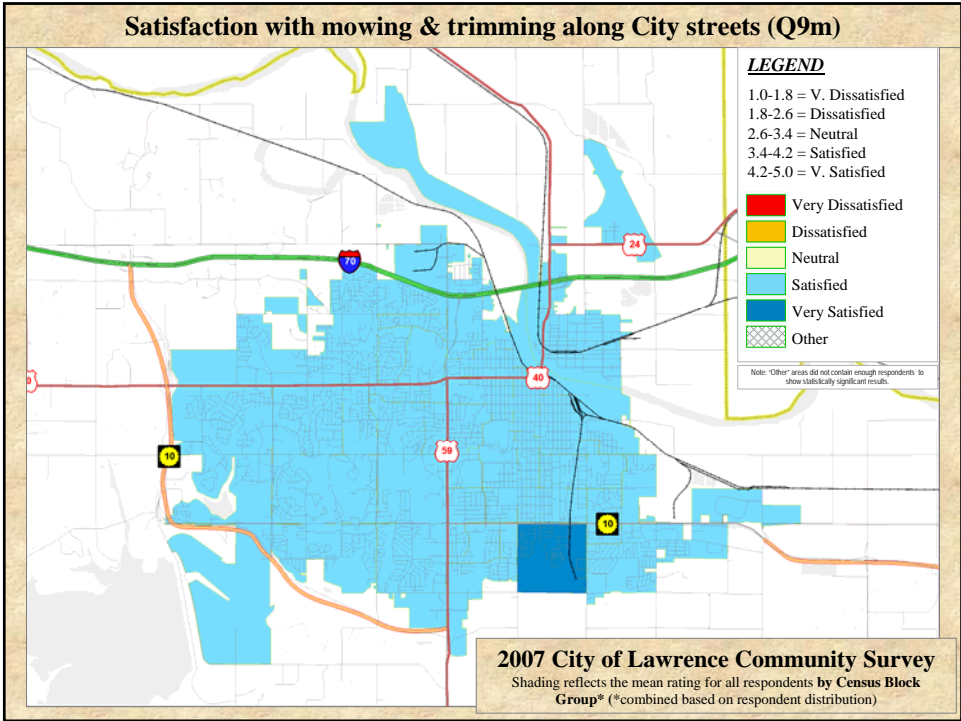 Satisfaction with mowing & trimming along City streets (Q9m)
LEGEND
1.0-1.8 = V. Dissatisfied
1.8-2.6 = Dissatisfied
2.6-3.4 = Neutral
3.4-4.2 = Satisfied
4.2-5.0 = V. Satisfied
Very Dissatisfied
Dissatisfied
Neutral
Satisfied
Very Satisfied
Other
Note: "Other" areas did not contain enough respondents to
show statistically significant results.
24
70
40
59
10
10
2007 City of Lawrence Community Survey
Shading reflects the mean rating for all respondents by Census Block
Group* (*combined based on respondent distribution)